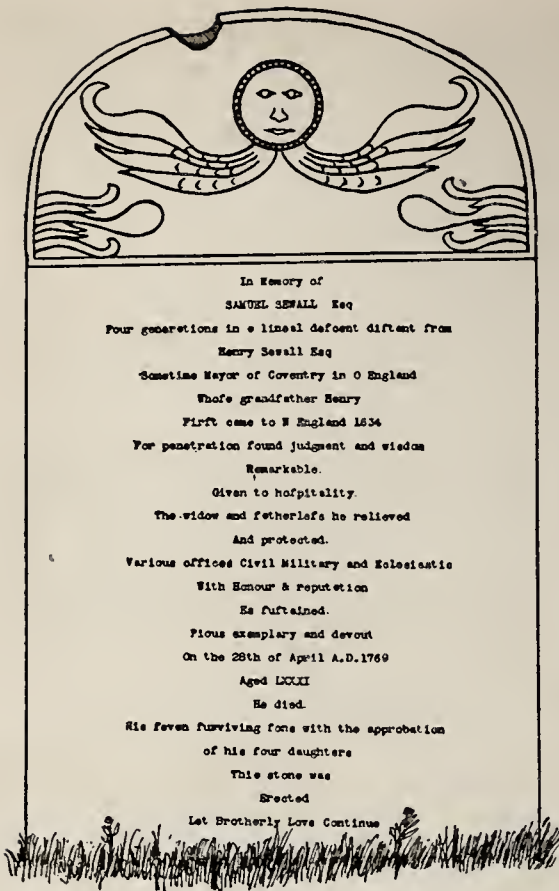 In Memory of
SAMUEL SEWALL Esq
Four generations in a lineal defcent diftant from
Henry Sewall Esq
Sometime Mayor of Coventry in O England
Whofe grandfather Henry
Firft came to N England 1634
For penetration found judgment and wisdom
Remarkable.
Given to hofpitality.
The widow and fatherlefs he relieved
And protected.
Various offices Civil Military and Eclesiastic
With Honour & reputation
He fuftained.
Pious exemplary and devout
On the 28th of April A.D.1769
Aged LXXXI
He died.
His feven furviving fons with the approbation
of his four daughters
This stone was
Erected
Let Brotherly Love Continue